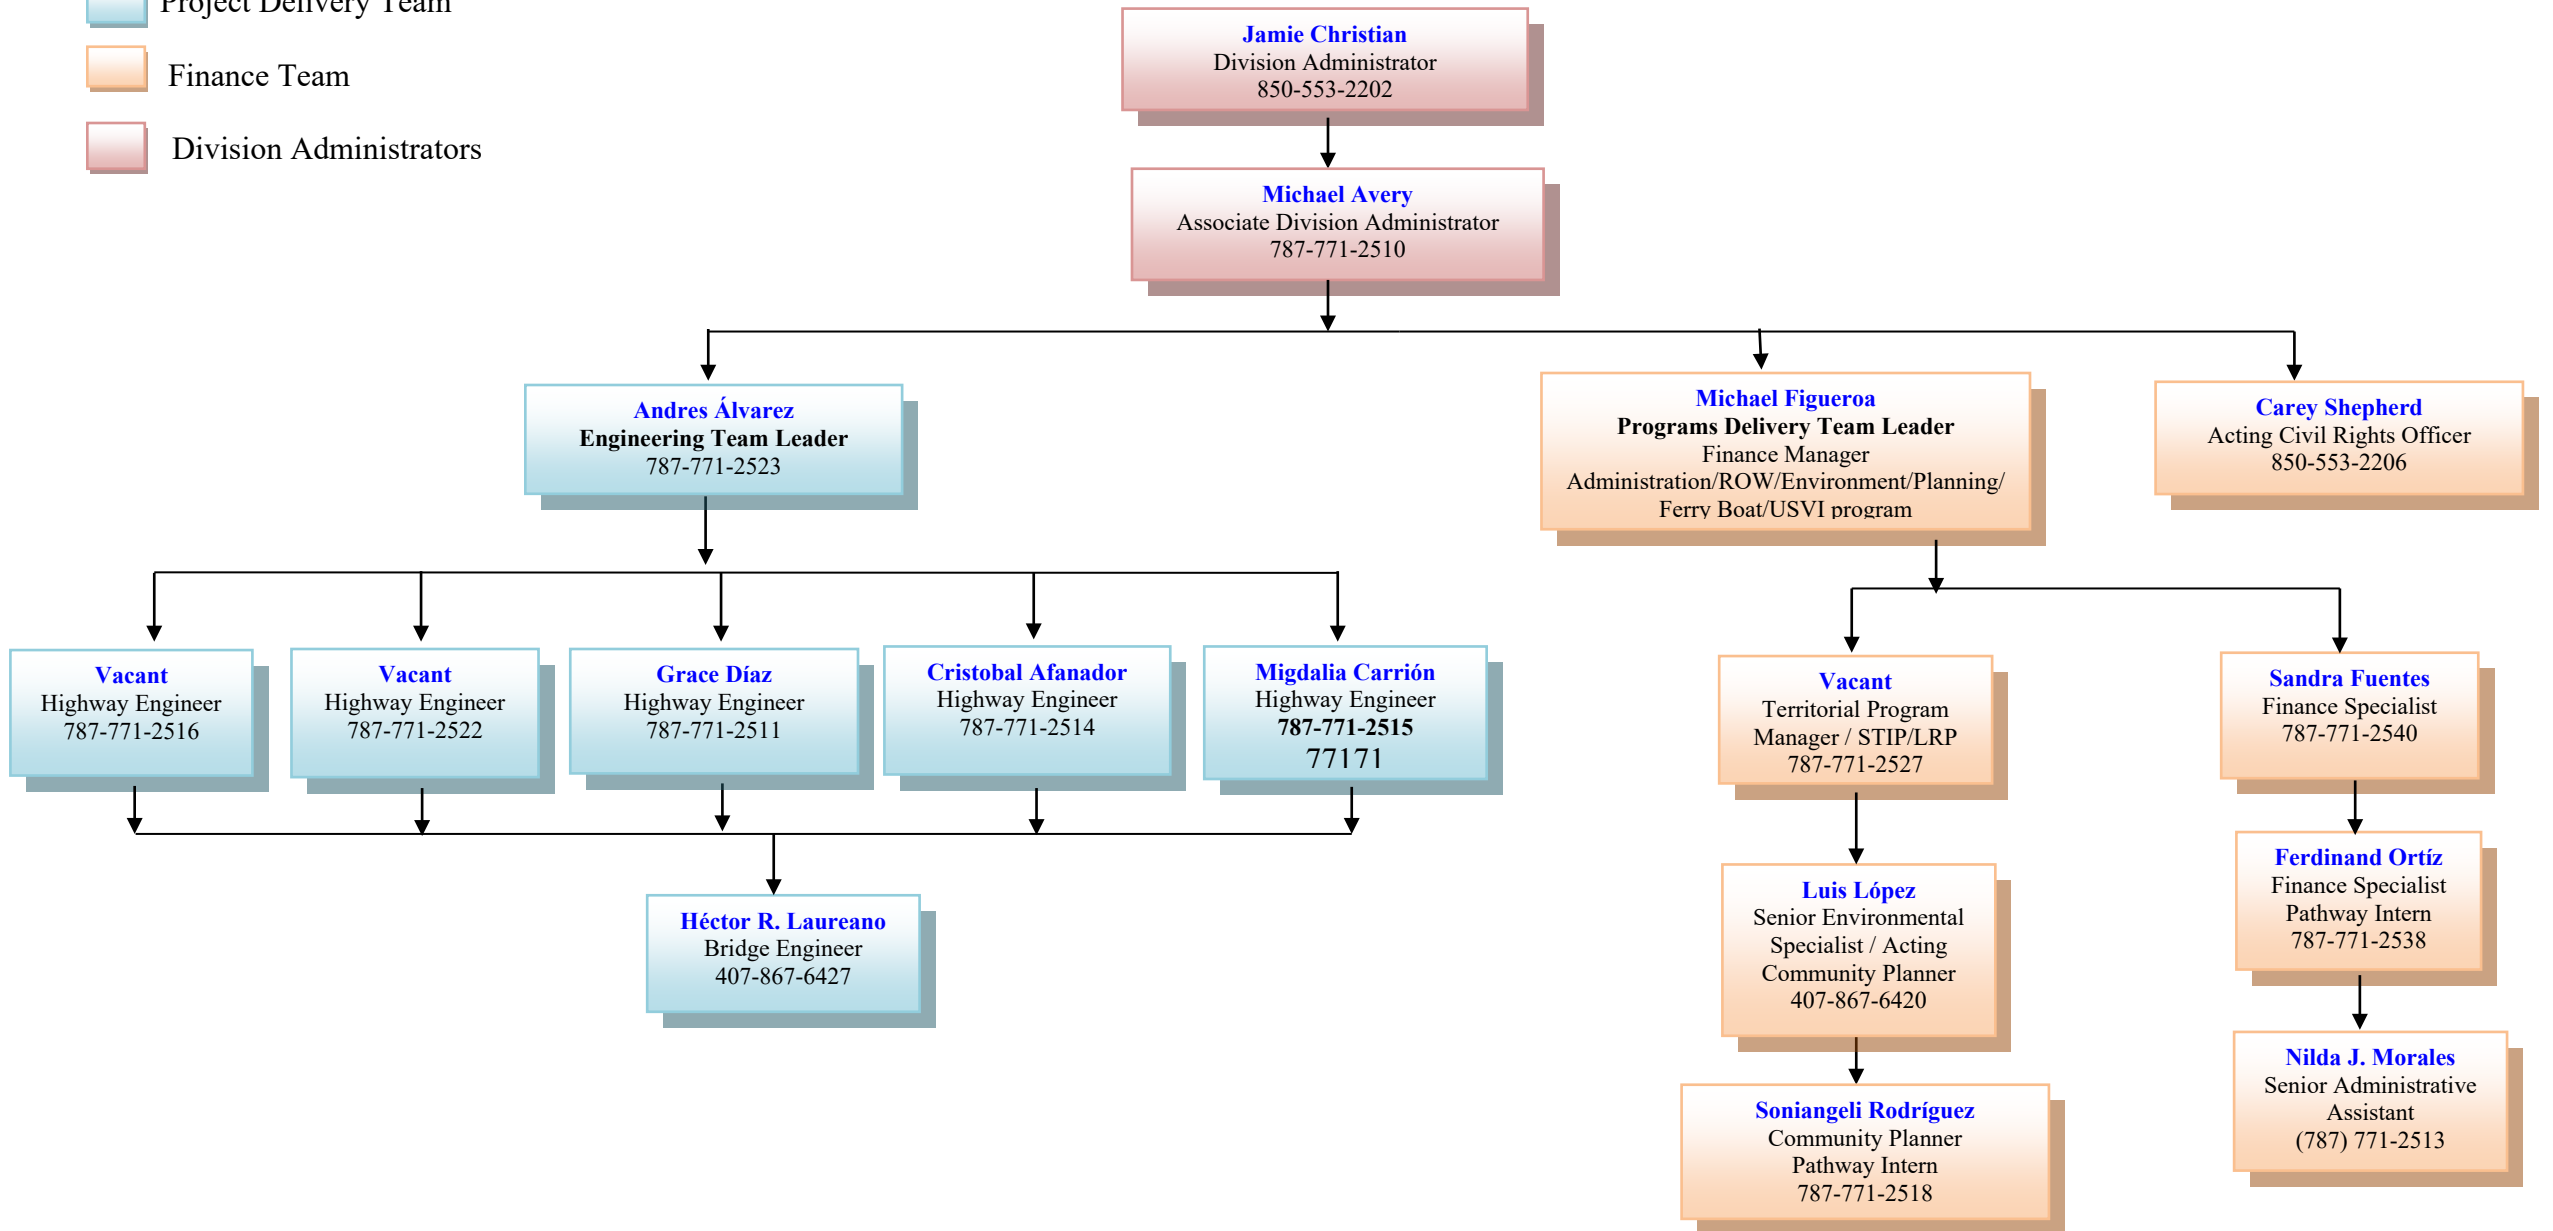 Project Delivery Team
Finance Team
Division Administrators
Jamie Christian
Division Administrator
850-553-2202
Michael Avery
Associate Division Administrator
787-771-2510
Andres Álvarez
Engineering Team Leader
787-771-2523
Michael Figueroa
Programs Delivery Team Leader
Finance Manager
Administration/ROW/Environment/Planning/
Ferry Boat/USVI program
Carey Shepherd
Acting Civil Rights Officer
850-553-2206
Vacant
Highway Engineer
787-771-2516
Vacant
Highway Engineer
787-771-2522
Grace Díaz
Highway Engineer
787-771-2511
Cristobal Afanador
Highway Engineer
787-771-2514
Migdalia Carrión
Highway Engineer
787-771-2515
77171
Vacant
Territorial Program
Manager / STIP/LRP
787-771-2527
Sandra Fuentes
Finance Specialist
787-771-2540
Héctor R. Laureano
Bridge Engineer
407-867-6427
Luis López
Senior Environmental
Specialist / Acting
Community Planner
407-867-6420
Ferdinand Ortíz
Finance Specialist
Pathway Intern
787-771-2538
Soniangeli Rodríguez
Community Planner
Pathway Intern
787-771-2518
Nilda J. Morales
Senior Administrative
Assistant
(787) 771-2513